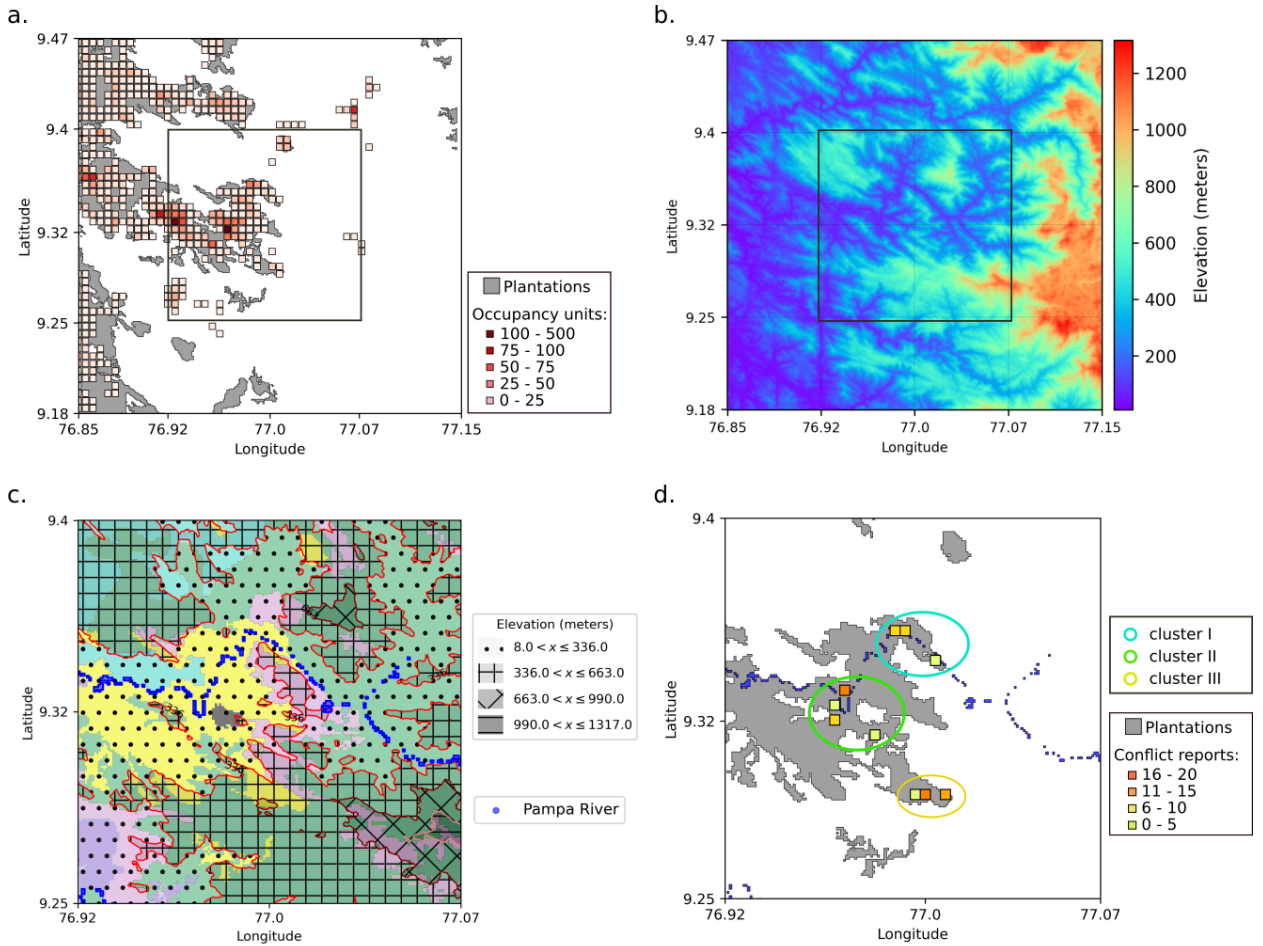 a.
9.47
9.4
9.32
9.25
9.18
Latitude
76.85
76.92
77.0
77.07
77.15
Longitude
Plantations
Occupancy units:
100 - 500
75 - 100
50 - 75
25 - 50
0 - 25
b.
9.47
9.4
9.32
9.25
9.18
Latitude
76.85
76.92
77.0
77.07
77.15
Longitude
1200
1000
800
600
400
200
Elevation (meters)
c.
9.4
9.32
9.25
Latitude
76.92
77.0
77.07
Longitude
336
Elevation (meters)
8.0 < x ≤ 336.0
336.0 < x ≤ 663.0
663.0 < x ≤ 990.0
990.0 < x ≤ 1317.0
Pampa River
d.
9.4
9.32
9.25
Latitude
76.92
77.0
77.07
Longitude
cluster I
cluster II
cluster III
Plantations
Conflict reports:
16 - 20
11 - 15
6 - 10
0 - 5